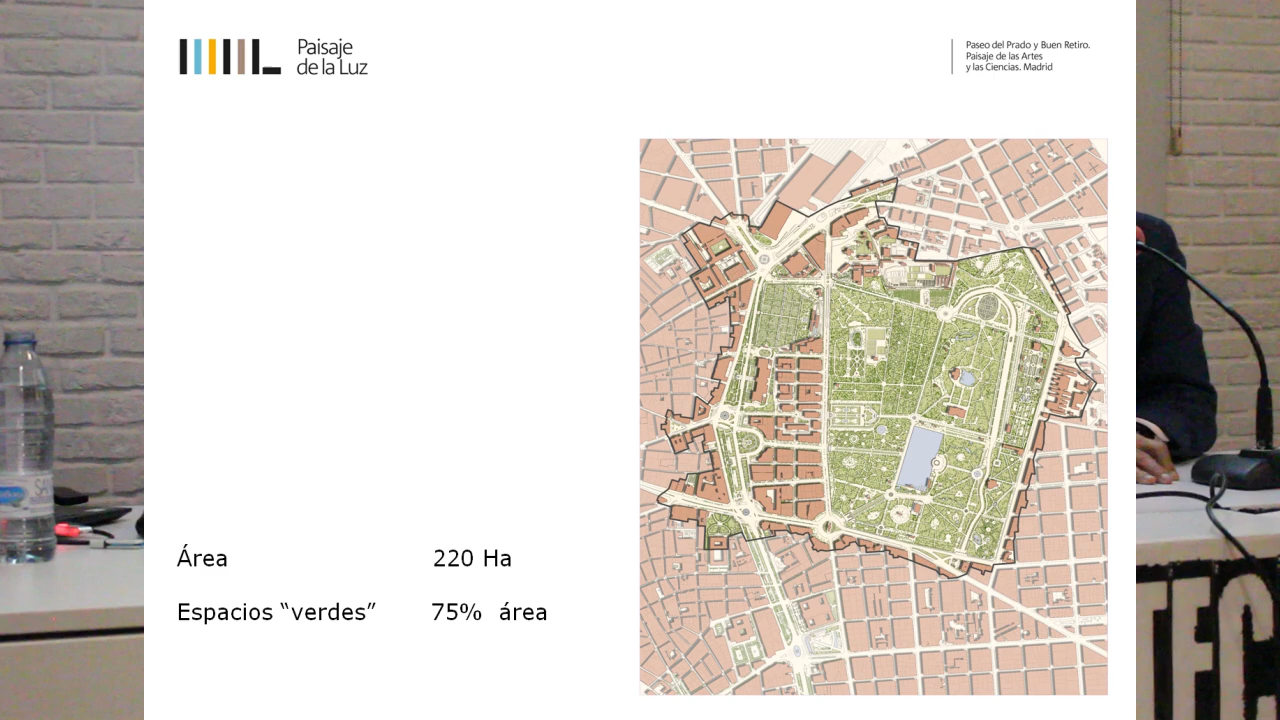 Paisaje
de la Luz
Paseo del Prado y Buen Retiro.
Paisaje de las Artes
y las Ciencias. Madrid
Área 220 Ha
Espacios “verdes” 75% área